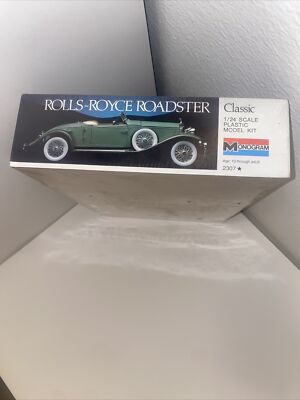 ROLLS-ROYCE ROADSTER
Classic
1/24 SCALE
PLASTIC
MODEL KIT
MONOGRAM
Age: 10 through adult
2307★